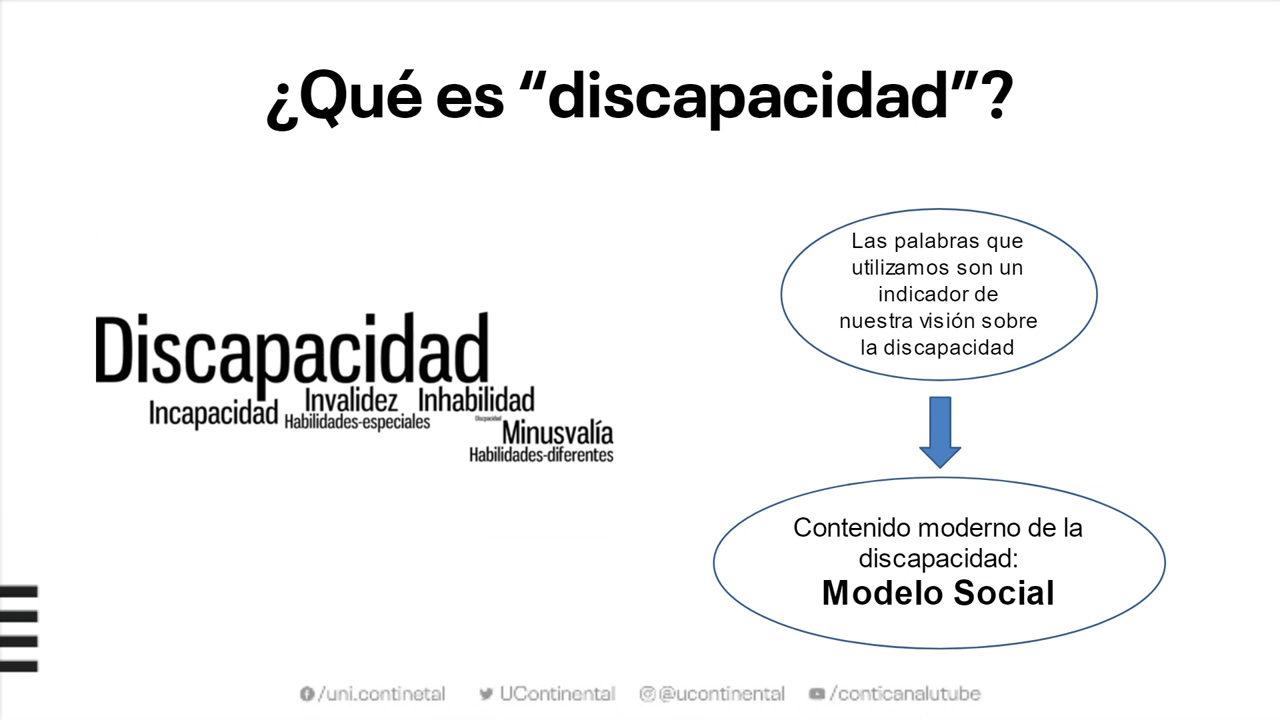 ¿Qué es “discapacidad”?
Las palabras que
utilizamos son un
indicador de
nuestra visión sobre
la discapacidad
Discapacidad
Invalidez Inhabilidad
Incapacidad
Habilidades-especiales
Discpacidad
Minusvalía
Habilidades-diferentes
Contenido moderno de la
discapacidad:
Modelo Social
/uni.continetal UContinental @ucontinental /conticanalutube